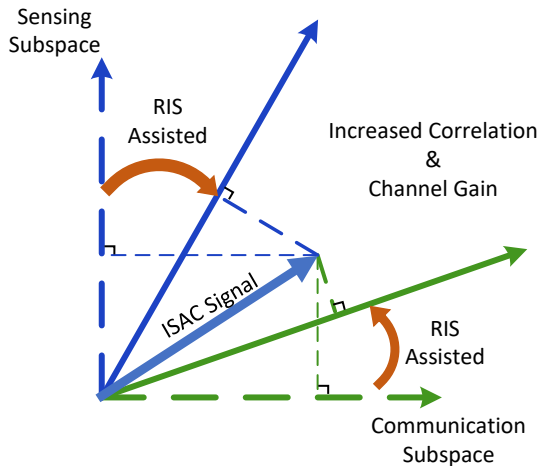 Sensing
Subspace
RIS
Assisted
Increased Correlation
&
Channel Gain
ISAC Signal
RIS
Assisted
Communication
Subspace